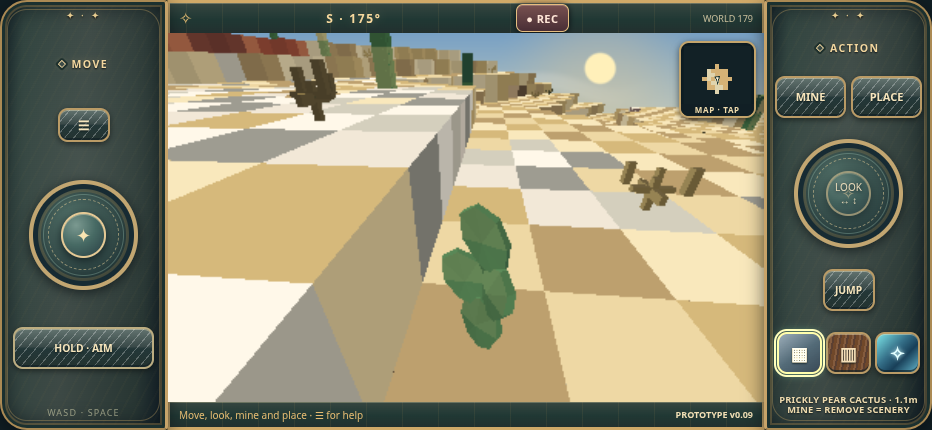 MOVE
☰
HOLD · AIM
WASD · SPACE
S · 175°
● REC
WORLD 179
MAP · TAP
Move, look, mine and place · ☰ for help
PROTOTYPE v0.09
ACTION
MINE
PLACE
LOOK
JUMP
PRICKLY PEAR CACTUS · 1.1m
MINE = REMOVE SCENERY